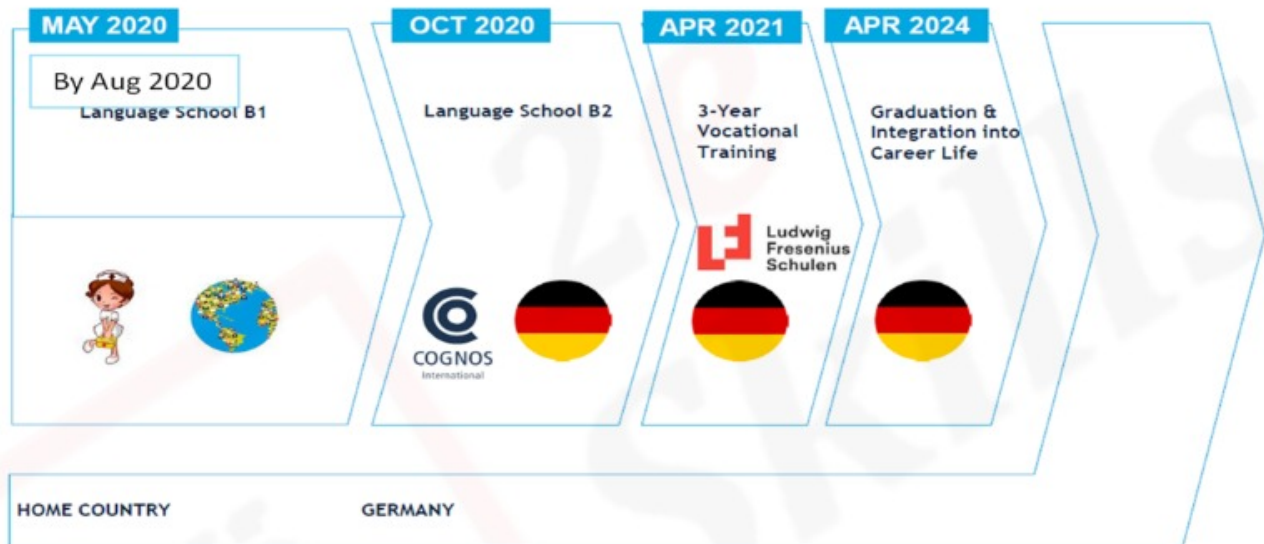 MAY 2020
OCT 2020
APR 2021
APR 2024
By Aug 2020
Language School B1
Language School B2
3-Year
Vocational
Training
Graduation &
Integration into
Career Life
Ludwig
Fresenius
Schulen
COGNOS
International
HOME COUNTRY
GERMANY
Skills